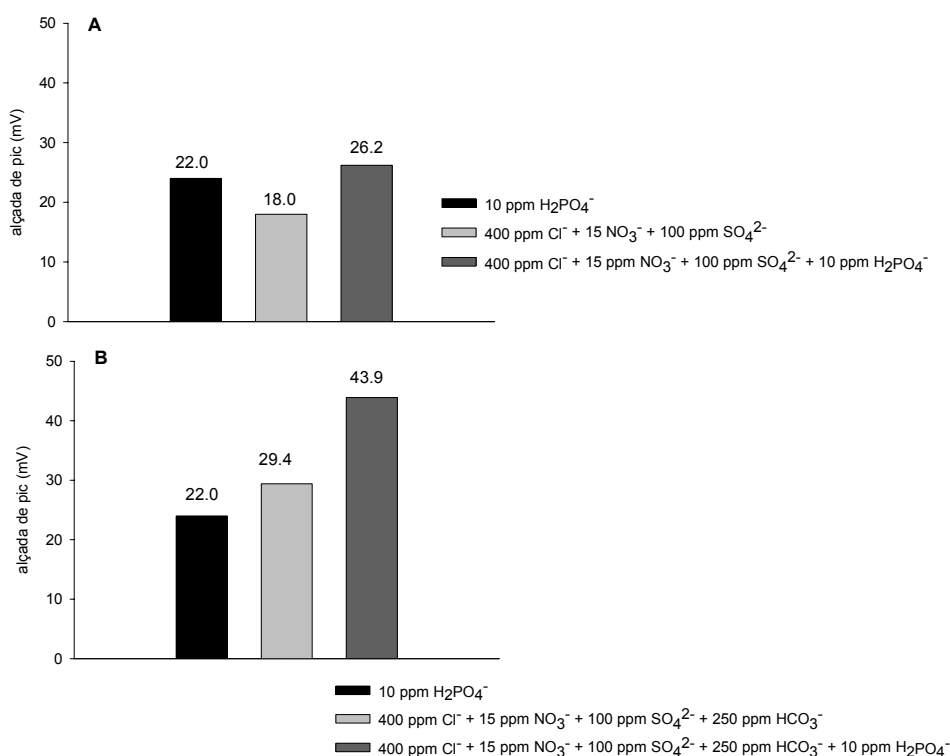 A
50
40
30
20
10
0
alçada de pic (mV)
22.0
18.0
26.2
10 ppm H₂PO₄⁻
400 ppm Cl⁻ + 15 NO₃⁻ + 100 ppm SO₄²⁻
400 ppm Cl⁻ + 15 ppm NO₃⁻ + 100 ppm SO₄²⁻ + 10 ppm H₂PO₄⁻
B
50
40
30
20
10
0
alçada de pic (mV)
22.0
29.4
43.9
10 ppm H₂PO₄⁻
400 ppm Cl⁻ + 15 ppm NO₃⁻ + 100 ppm SO₄²⁻ + 250 ppm HCO₃⁻
400 ppm Cl⁻ + 15 ppm NO₃⁻ + 100 ppm SO₄²⁻ + 250 ppm HCO₃⁻ + 10 ppm H₂PO₄⁻